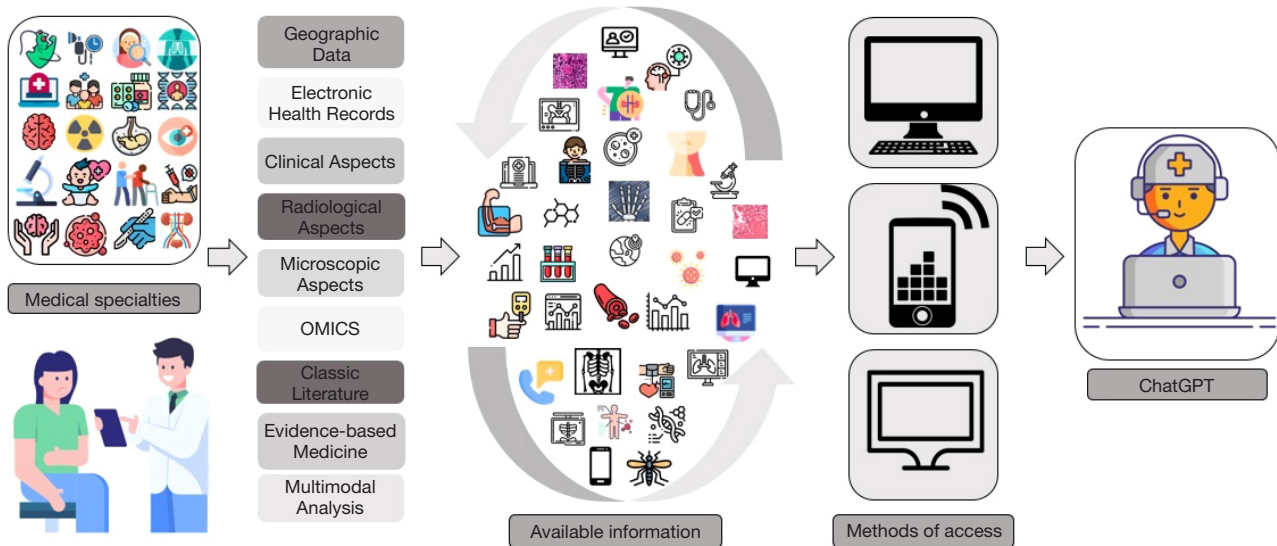 Medical specialties
Geographic
Data
Electronic
Health Records
Clinical Aspects
Radiological
Aspects
Microscopic
Aspects
OMICS
Classic
Literature
Evidence-based
Medicine
Multimodal
Analysis
Available information
Methods of access
ChatGPT